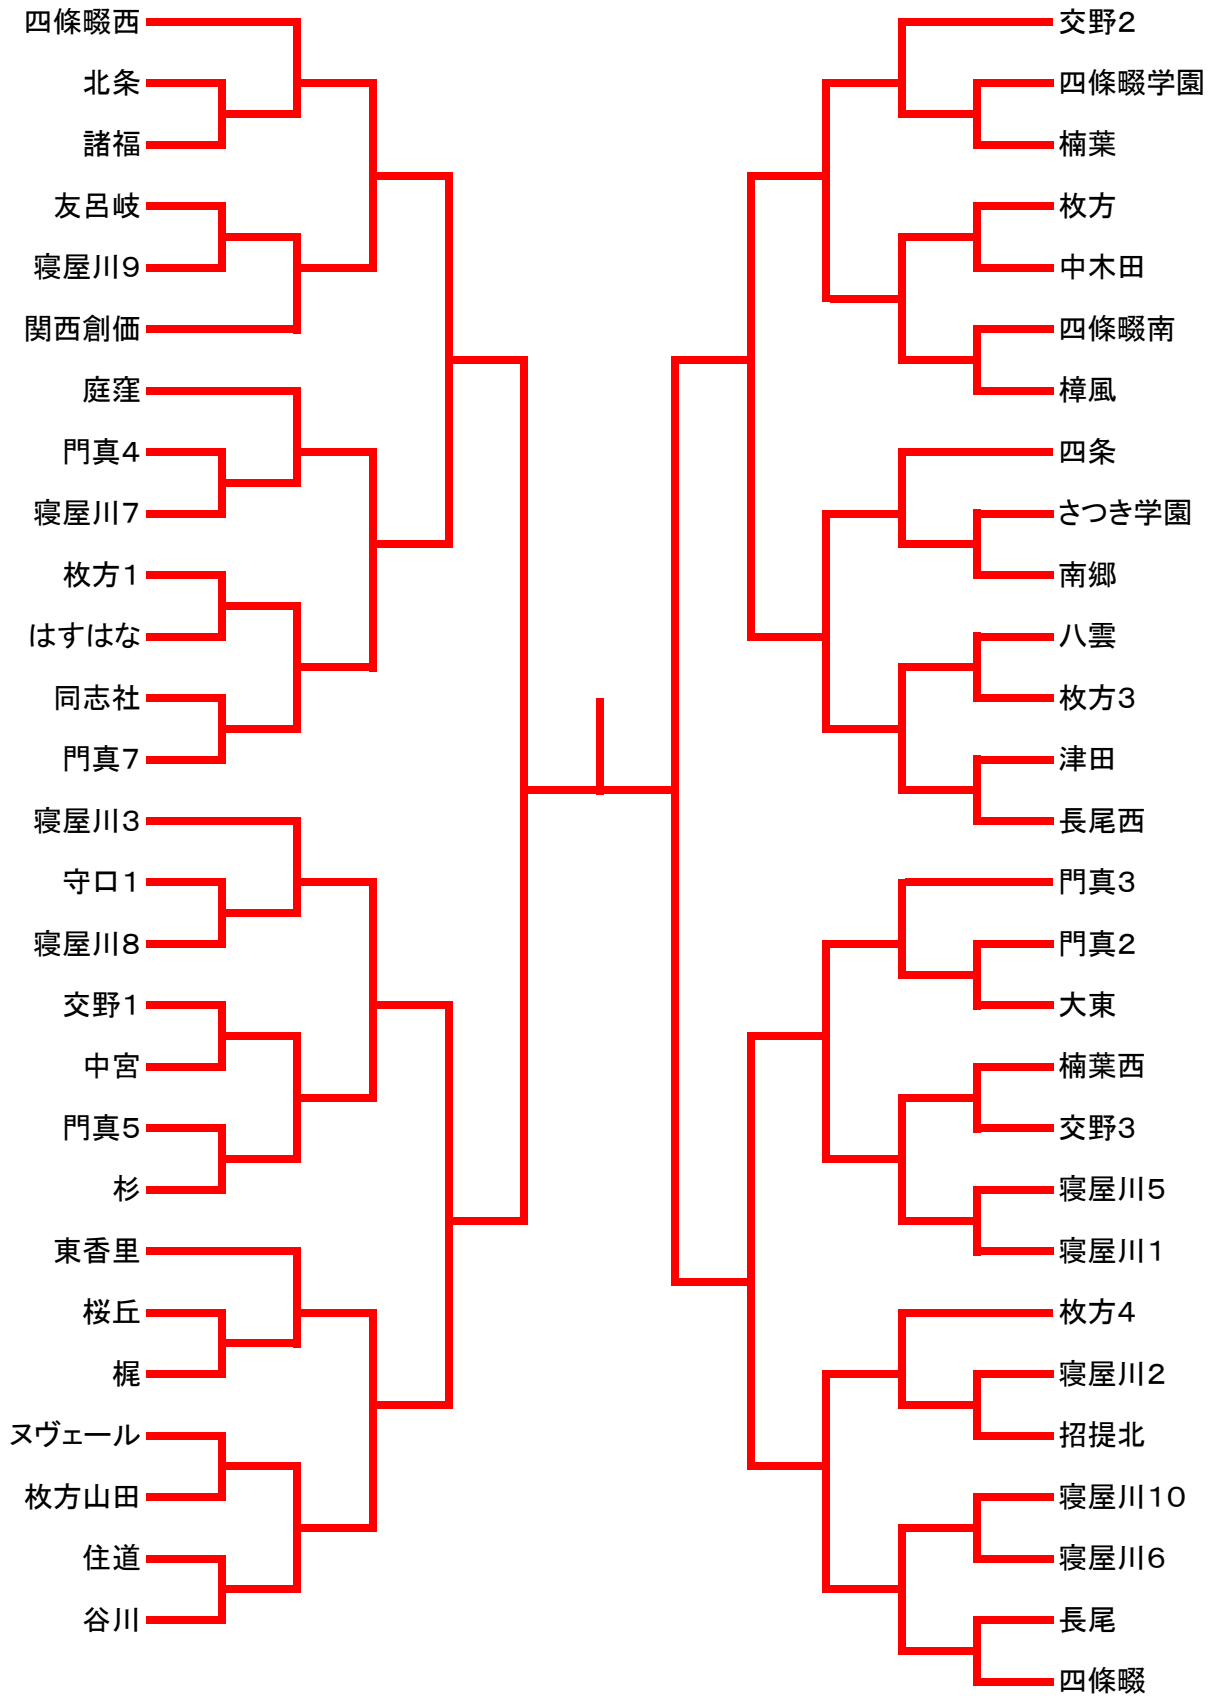 四條畷西
北条
諸福
友呂岐
寝屋川９
関西創価
庭窪
門真４
寝屋川７
枚方１
はすはな
同志社
門真７
寝屋川３
守口１
寝屋川８
交野１
中宮
門真５
杉
東香里
桜丘
梶
ヌヴェール
枚方山田
住道
谷川
交野２
四條畷学園
楠葉
枚方
中木田
四條畷南
樟風
四条
さつき学園
南郷
八雲
枚方３
津田
長尾西
門真３
門真２
大東
楠葉西
交野３
寝屋川５
寝屋川１
枚方４
寝屋川２
招提北
寝屋川１０
寝屋川６
長尾
四條畷